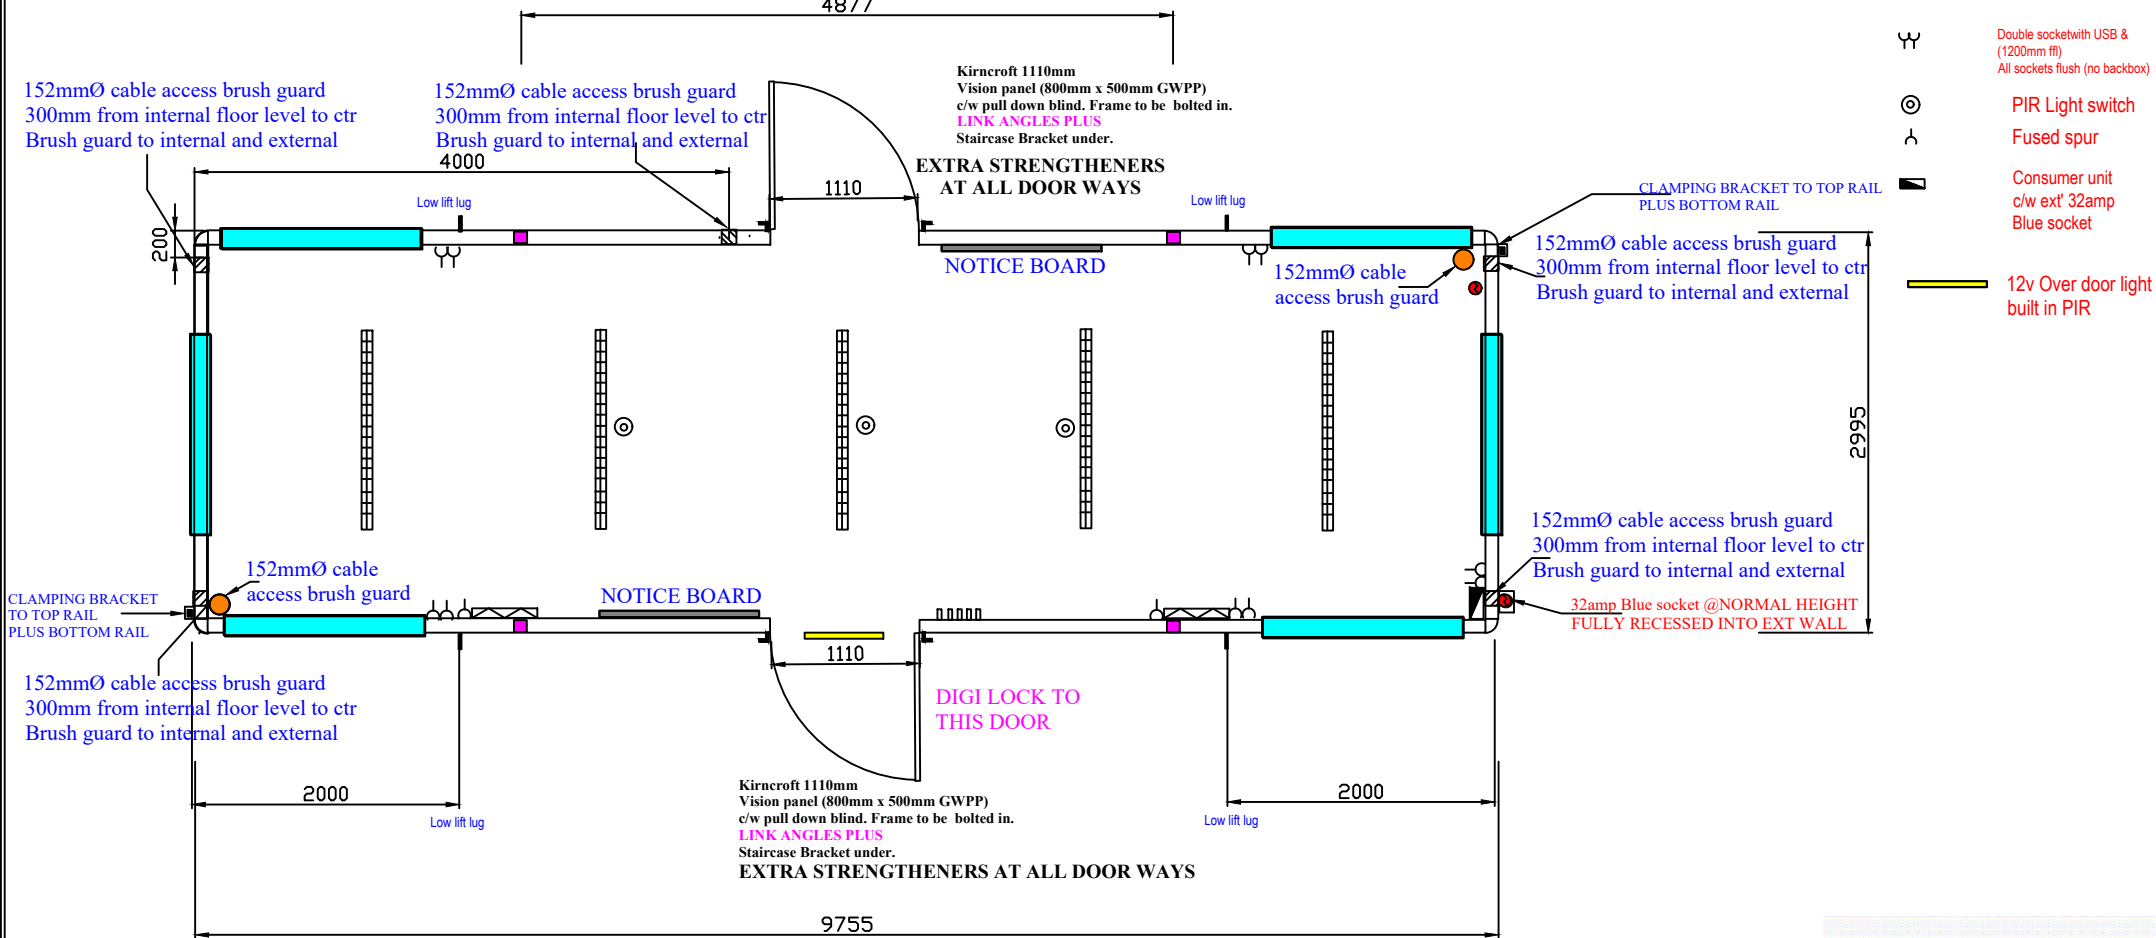 4877
Double socketwith USB &
(1200mm ffl)
All sockets flush (no backbox)
PIR Light switch
Fused spur
Consumer unit
c/w ext' 32amp
Blue socket
12v Over door light
built in PIR
152mmØ cable access brush guard
300mm from internal floor level to ctr
Brush guard to internal and external
152mmØ cable access brush guard
300mm from internal floor level to ctr
Brush guard to internal and external
Kirncroft 1110mm
Vision panel (800mm x 500mm GWPP)
c/w pull down blind. Frame to be bolted in.
LINK ANGLES PLUS
Staircase Bracket under.
EXTRA STRENGTHENERS
AT ALL DOOR WAYS
4000
1110
Low lift lug
Low lift lug
CLAMPING BRACKET TO TOP RAIL
PLUS BOTTOM RAIL
200
NOTICE BOARD
152mmØ cable
access brush guard
152mmØ cable access brush guard
300mm from internal floor level to ctr
Brush guard to internal and external
2995
152mmØ cable access brush guard
300mm from internal floor level to ctr
Brush guard to internal and external
152mmØ cable
access brush guard
NOTICE BOARD
CLAMPING BRACKET
TO TOP RAIL
PLUS BOTTOM RAIL
32amp Blue socket @NORMAL HEIGHT
FULLY RECESSED INTO EXT WALL
1110
152mmØ cable access brush guard
300mm from internal floor level to ctr
Brush guard to internal and external
DIGI LOCK TO
THIS DOOR
2000
Low lift lug
Kirncroft 1110mm
Vision panel (800mm x 500mm GWPP)
c/w pull down blind. Frame to be bolted in.
LINK ANGLES PLUS
Staircase Bracket under.
EXTRA STRENGTHENERS AT ALL DOOR WAYS
2000
Low lift lug
9755